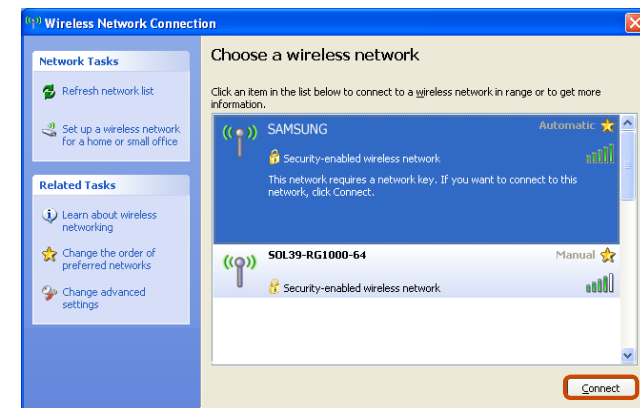 Wireless Network Connection
Network Tasks
Refresh network list
Set up a wireless network
for a home or small office
Related Tasks
Learn about wireless
networking
Change the order of
preferred networks
Change advanced
settings
Choose a wireless network
Click an item in the list below to connect to a wireless network in range or to get more
information.
SAMSUNG
Automatic
Security-enabled wireless network
This network requires a network key. If you want to connect to this
network, click Connect.
SOL39-RG1000-64
Manual
Security-enabled wireless network
Connect